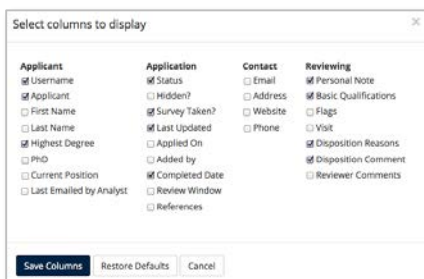 Select columns to display
×
Applicant
Username
Applicant
First Name
Last Name
Highest Degree
PhD
Current Position
Last Emailed by Analyst
Application
Status
Hidden?
Survey Taken?
Last Updated
Applied On
Added by
Completed Date
Review Window
References
Contact
Email
Address
Website
Phone
Reviewing
Personal Note
Basic Qualifications
Flags
Visit
Disposition Reasons
Disposition Comment
Reviewer Comments
Save Columns
Restore Defaults
Cancel